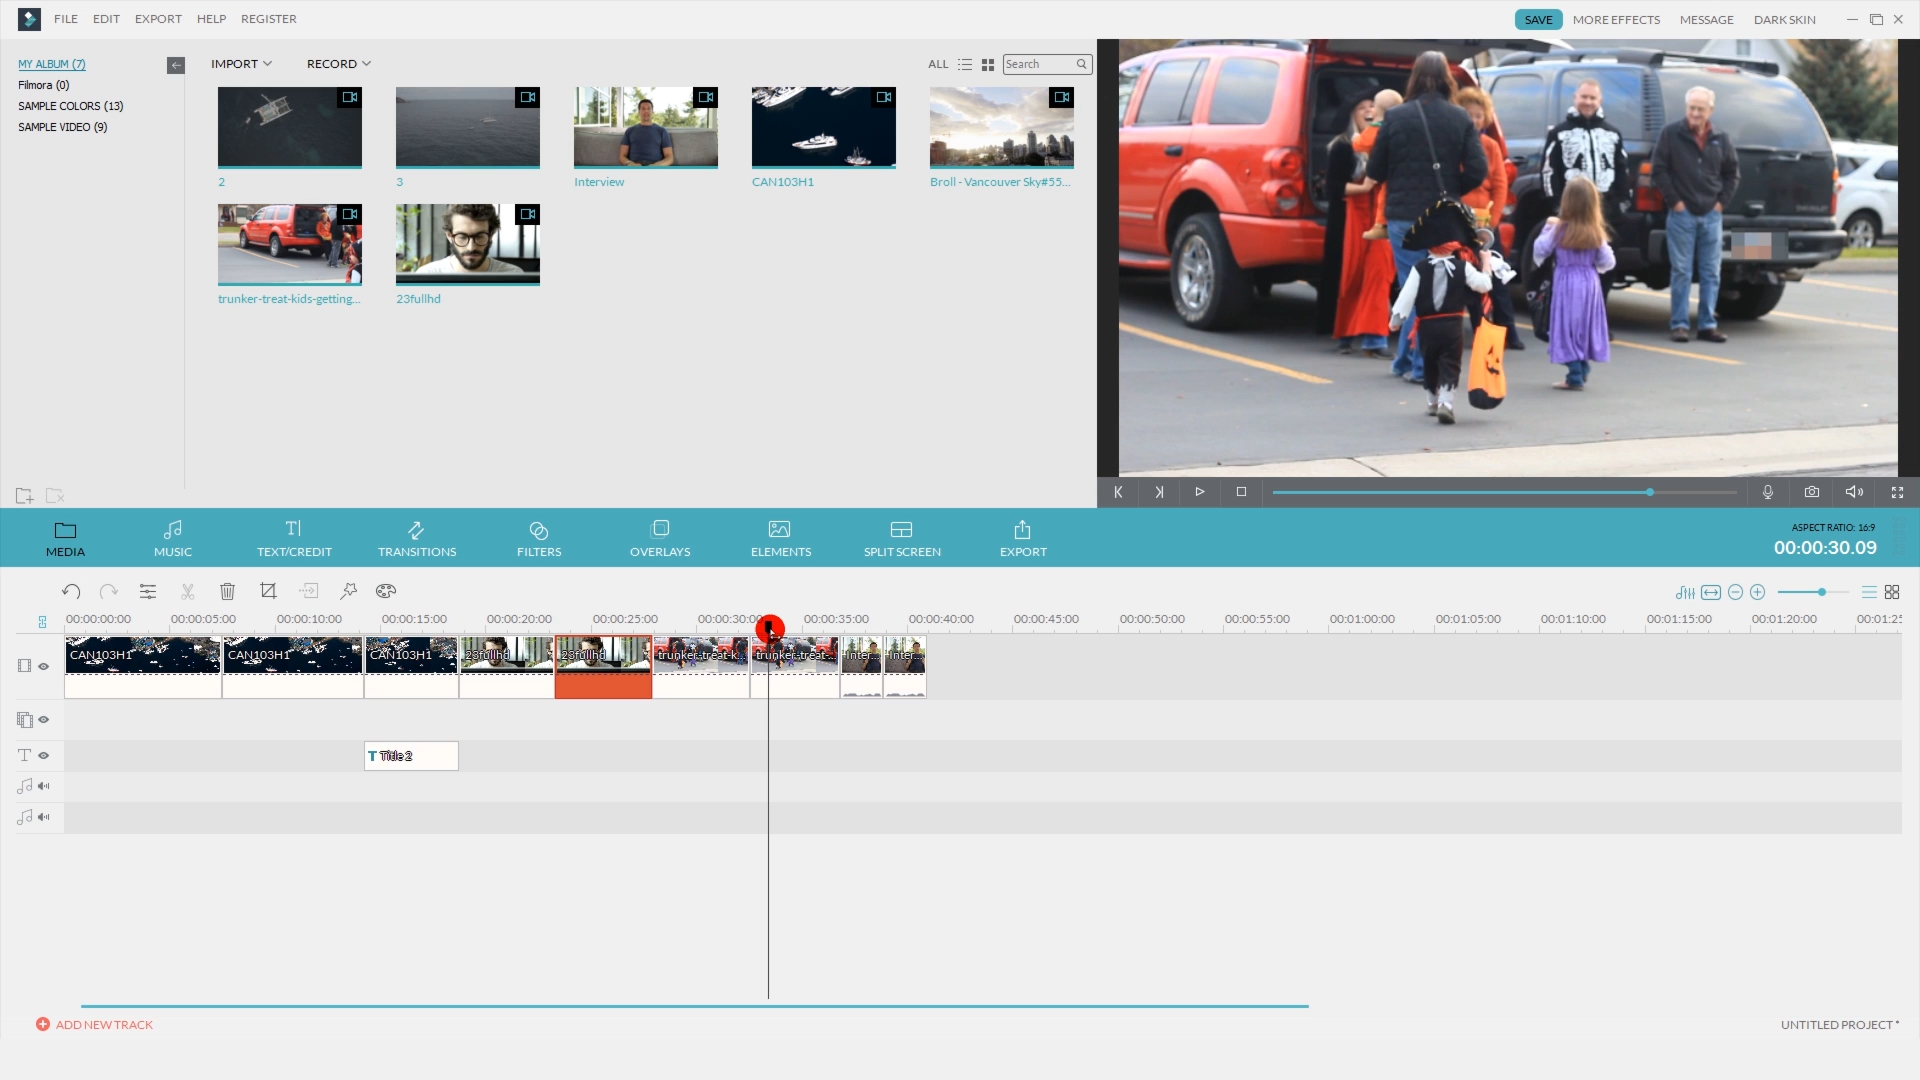 FILE EDIT EXPORT HELP REGISTER
SAVE MORE EFFECTS MESSAGE DARK SKIN
MY ALBUM (7)
Filmora (0)
SAMPLE COLORS (13)
SAMPLE VIDEO (9)
IMPORT RECORD
ALL Search
2 3 Interview CAN103H1 Broll - Vancouver Sky#55...
trunker-treat-kids-getting... 23fullhd
MEDIA MUSIC TEXT/CREDIT TRANSITIONS FILTERS OVERLAYS ELEMENTS SPLIT SCREEN EXPORT
ASPECT RATIO: 16:9
00:00:30.09
00:00:00:00 00:00:05:00 00:00:10:00 00:00:15:00 00:00:20:00 00:00:25:00 00:00:30:00 00:00:35:00 00:00:40:00 00:00:45:00 00:00:50:00 00:00:55:00 00:01:00:00 00:01:05:00 00:01:10:00 00:01:15:00 00:01:20:00 00:01:25
CAN103H1 CAN103H1 CAN103H1 23fullhd 23fullhd trunker-treat-k... trunker-treat-... Inter... Inter...
T Title 2
ADD NEW TRACK
UNTITLED PROJECT *